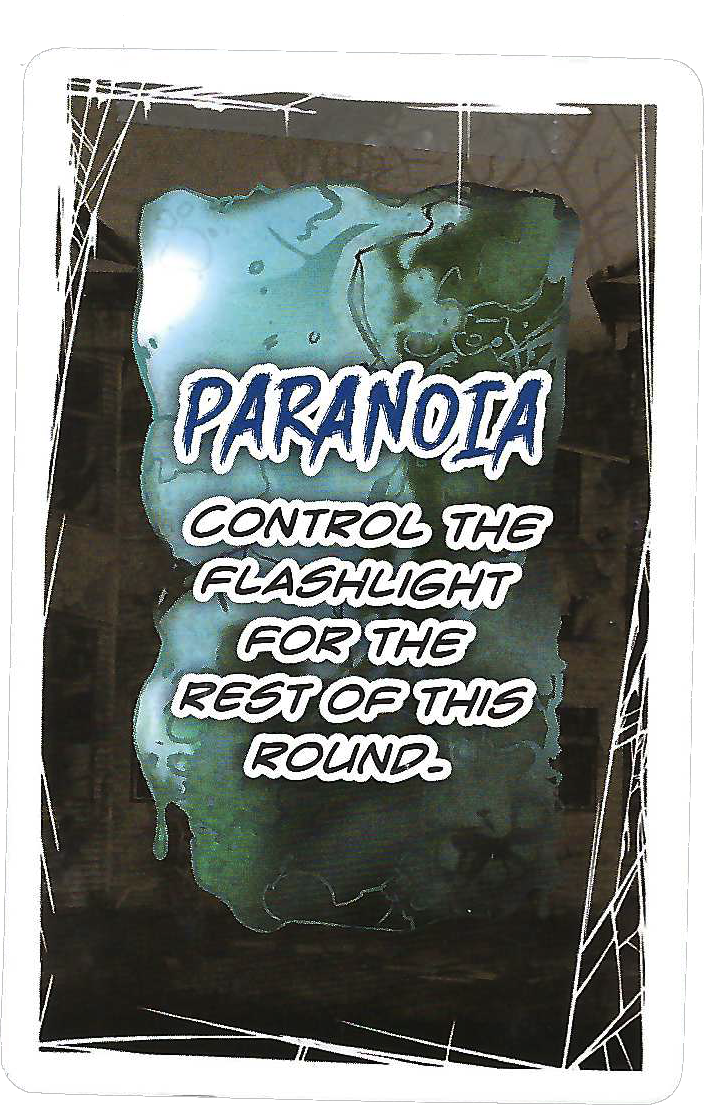 PARANOIA
CONTROL THE
FLASHLIGHT
FOR THE
REST OF THIS
ROUND.